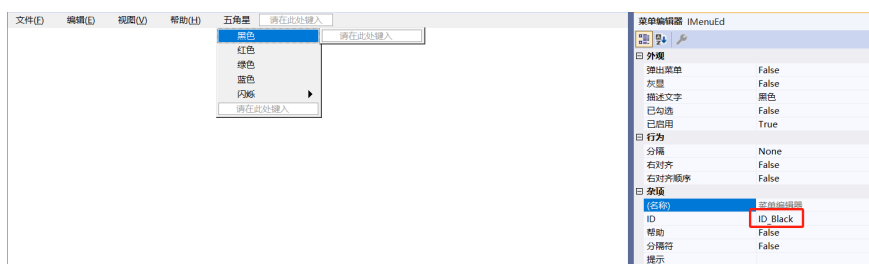 文件(F) 编辑(E) 视图(V) 帮助(H) 五角星 请在此处键入
黑色 请在此处键入
红色
绿色
蓝色
闪烁
请在此处键入
菜单编辑器 IMenuEd
外观
弹出菜单 False
灰显 False
描述文字 黑色
已勾选 False
已启用 True
行为
分隔 None
右对齐 False
右对齐顺序 False
杂项
(名称) 菜单编辑器
ID ID_Black
帮助 False
分隔符 False
提示